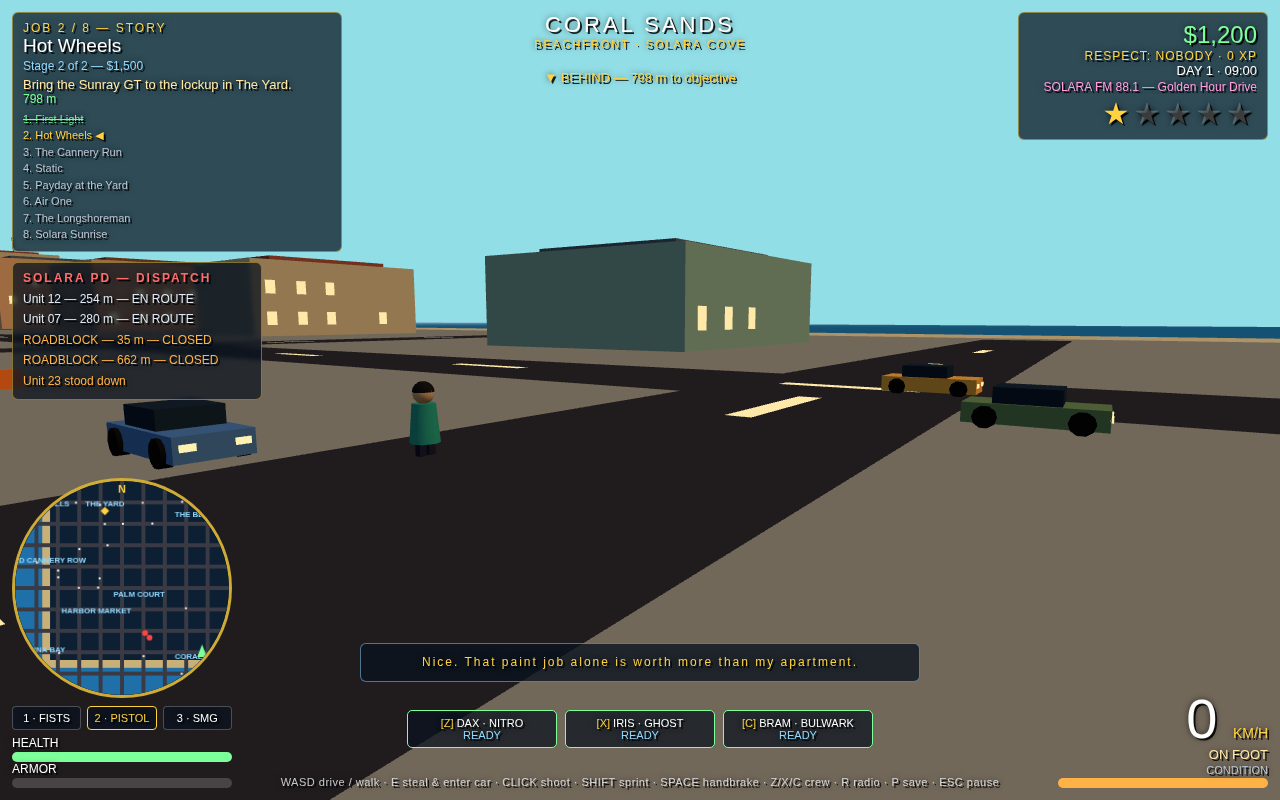 JOB 2 / 8 — STORY
Hot Wheels
Stage 2 of 2 — $1,500
Bring the Sunray GT to the lockup in The Yard.
798 m
1. First Light
2. Hot Wheels ◀
3. The Cannery Run
4. Static
5. Payday at the Yard
6. Air One
7. The Longshoreman
8. Solara Sunrise
SOLARA PD — DISPATCH
Unit 12 — 254 m — EN ROUTE
Unit 07 — 280 m — EN ROUTE
ROADBLOCK — 35 m — CLOSED
ROADBLOCK — 662 m — CLOSED
Unit 23 stood down
CORAL SANDS
BEACHFRONT · SOLARA COVE
▼ BEHIND — 798 m to objective
$1,200
RESPECT: NOBODY · 0 XP
DAY 1 · 09:00
SOLARA FM 88.1 — Golden Hour Drive
N
LLS
THE YARD
THE B
D CANNERY ROW
PALM COURT
HARBOR MARKET
BAY
CORAL
1 · FISTS
2 · PISTOL
3 · SMG
HEALTH
ARMOR
Nice. That paint job alone is worth more than my apartment.
[Z] DAX · NITRO
READY
[X] IRIS · GHOST
READY
[C] BRAM · BULWARK
READY
WASD drive / walk · E steal & enter car · CLICK shoot · SHIFT sprint · SPACE handbrake · Z/X/C crew · R radio · P save · ESC pause
0 KM/H
ON FOOT
CONDITION